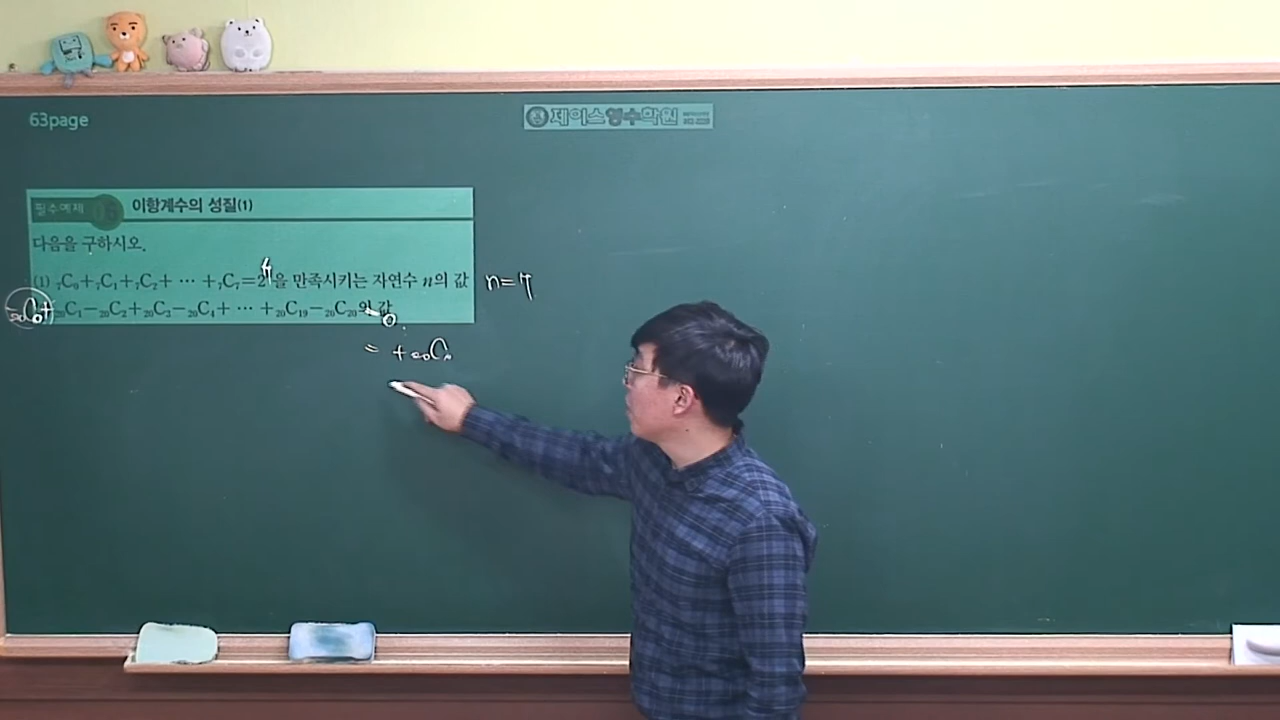 63page
제이스영수학원
필수예제 이항계수의 성질(1)
다음을 구하시오.
(1) ₇C₀+₇C₁+₇C₂+ ⋯ +₇C₇=2ⁿ을 만족시키는 자연수 n의 값 n=7
-₂₀C₀+ ₂₀C₁-₂₀C₂+₂₀C₃-₂₀C₄+ ⋯ +₂₀C₁₉-₂₀C₂₀의 값
= 0
= +₂₀C₀